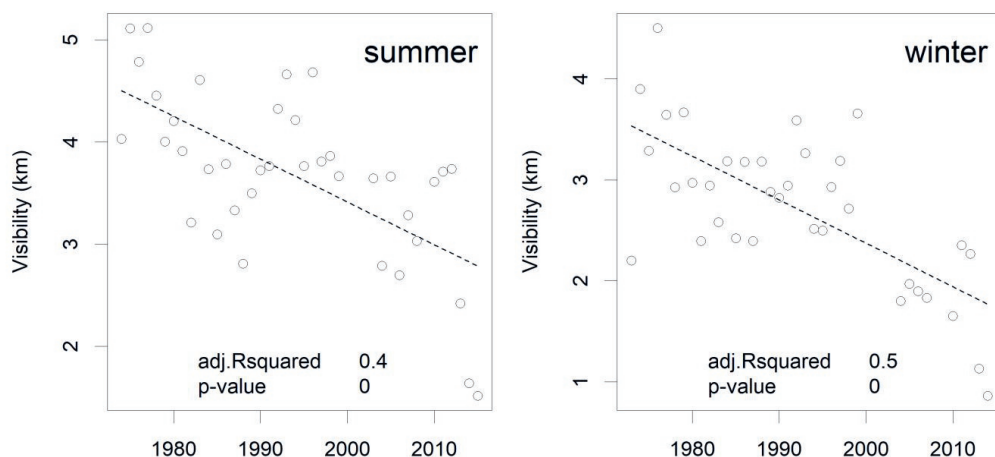 summer
5
4
3
2
Visibility (km)
adj.Rsquared 0.4
p-value 0
1980 1990 2000 2010
winter
4
3
2
1
Visibility (km)
adj.Rsquared 0.5
p-value 0
1980 1990 2000 2010